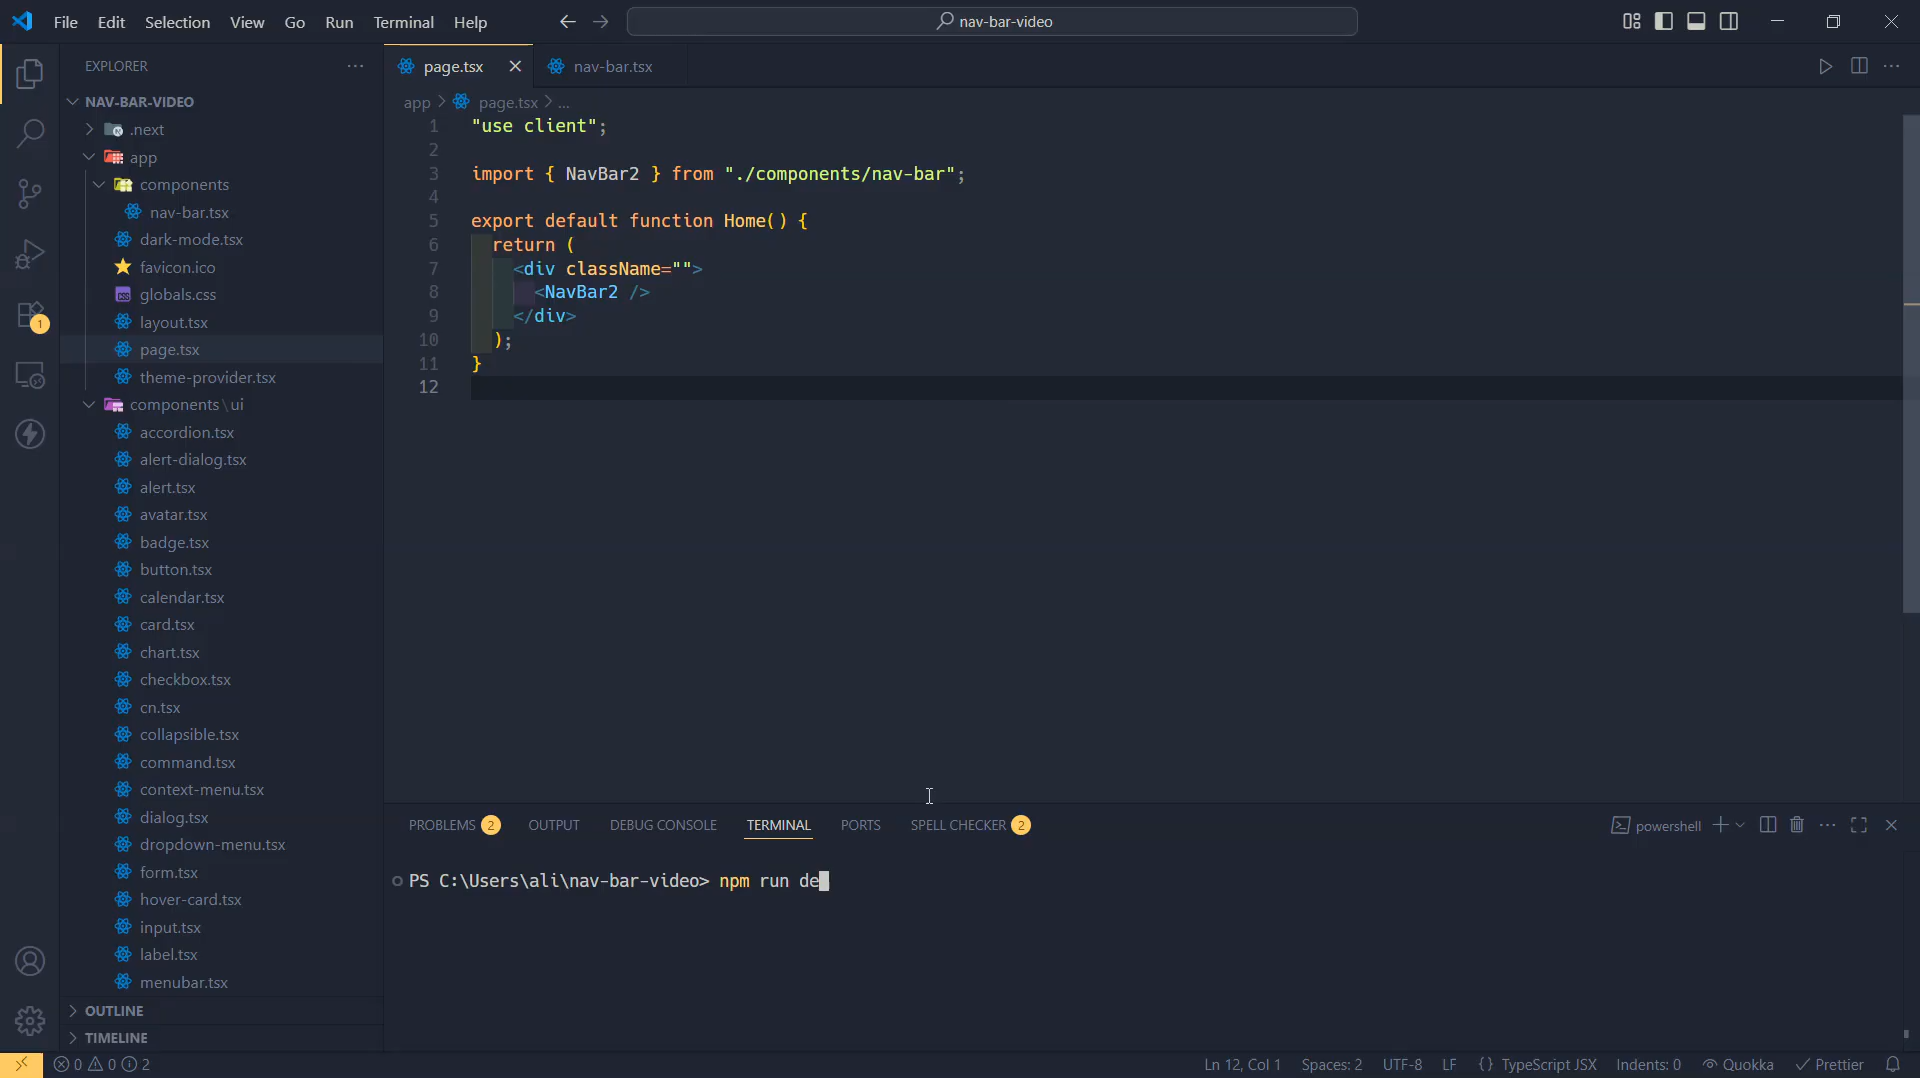 File Edit Selection View Go Run Terminal Help
nav-bar-video
EXPLORER
NAV-BAR-VIDEO
.next
app
components
nav-bar.tsx
dark-mode.tsx
favicon.ico
globals.css
layout.tsx
page.tsx
theme-provider.tsx
components\ui
accordion.tsx
alert-dialog.tsx
alert.tsx
avatar.tsx
badge.tsx
button.tsx
calendar.tsx
card.tsx
chart.tsx
checkbox.tsx
cn.tsx
collapsible.tsx
command.tsx
context-menu.tsx
dialog.tsx
dropdown-menu.tsx
form.tsx
hover-card.tsx
input.tsx
label.tsx
menubar.tsx
OUTLINE
TIMELINE
1
page.tsx nav-bar.tsx
app > page.tsx > ...
1 "use client";
2
3 import { NavBar2 } from "./components/nav-bar";
4
5 export default function Home() {
6 return (
7 <div className="">
8 <NavBar2 />
9 </div>
10 );
11 }
12
PROBLEMS 2 OUTPUT DEBUG CONSOLE TERMINAL PORTS SPELL CHECKER 2
powershell
PS C:\Users\ali\nav-bar-video> npm run de
0 0 2
Ln 12, Col 1 Spaces: 2 UTF-8 LF {} TypeScript JSX Indents: 0 Quokka Prettier